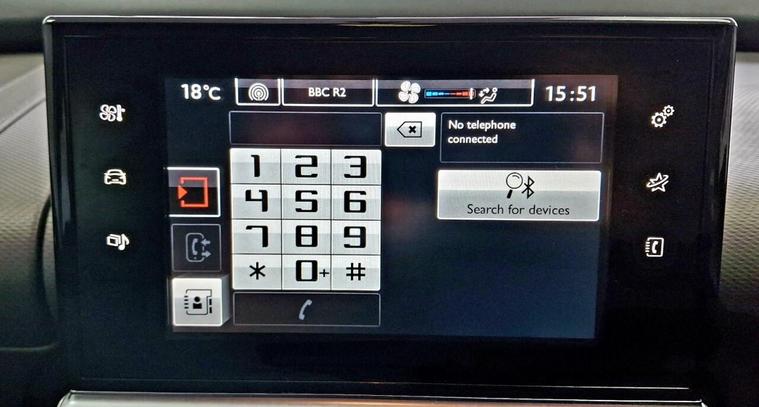 18°C
BBC R2
15:51
No telephone
connected
1 2 3
4 5 6
7 8 9
* 0+ #
Search for devices